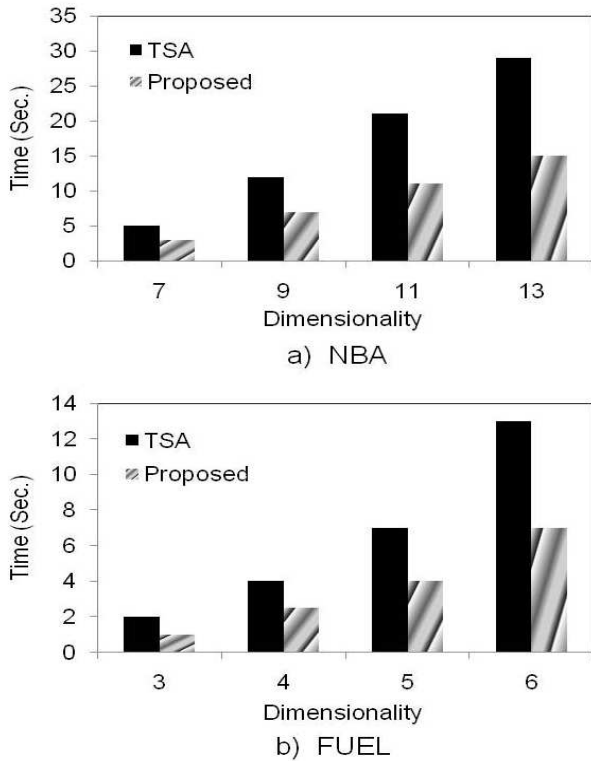 35
30
25
20
15
10
5
0
Time (Sec.)
TSA
Proposed
7 9 11 13
Dimensionality
a) NBA
14
12
10
8
6
4
2
0
Time (Sec.)
TSA
Proposed
3 4 5 6
Dimensionality
b) FUEL